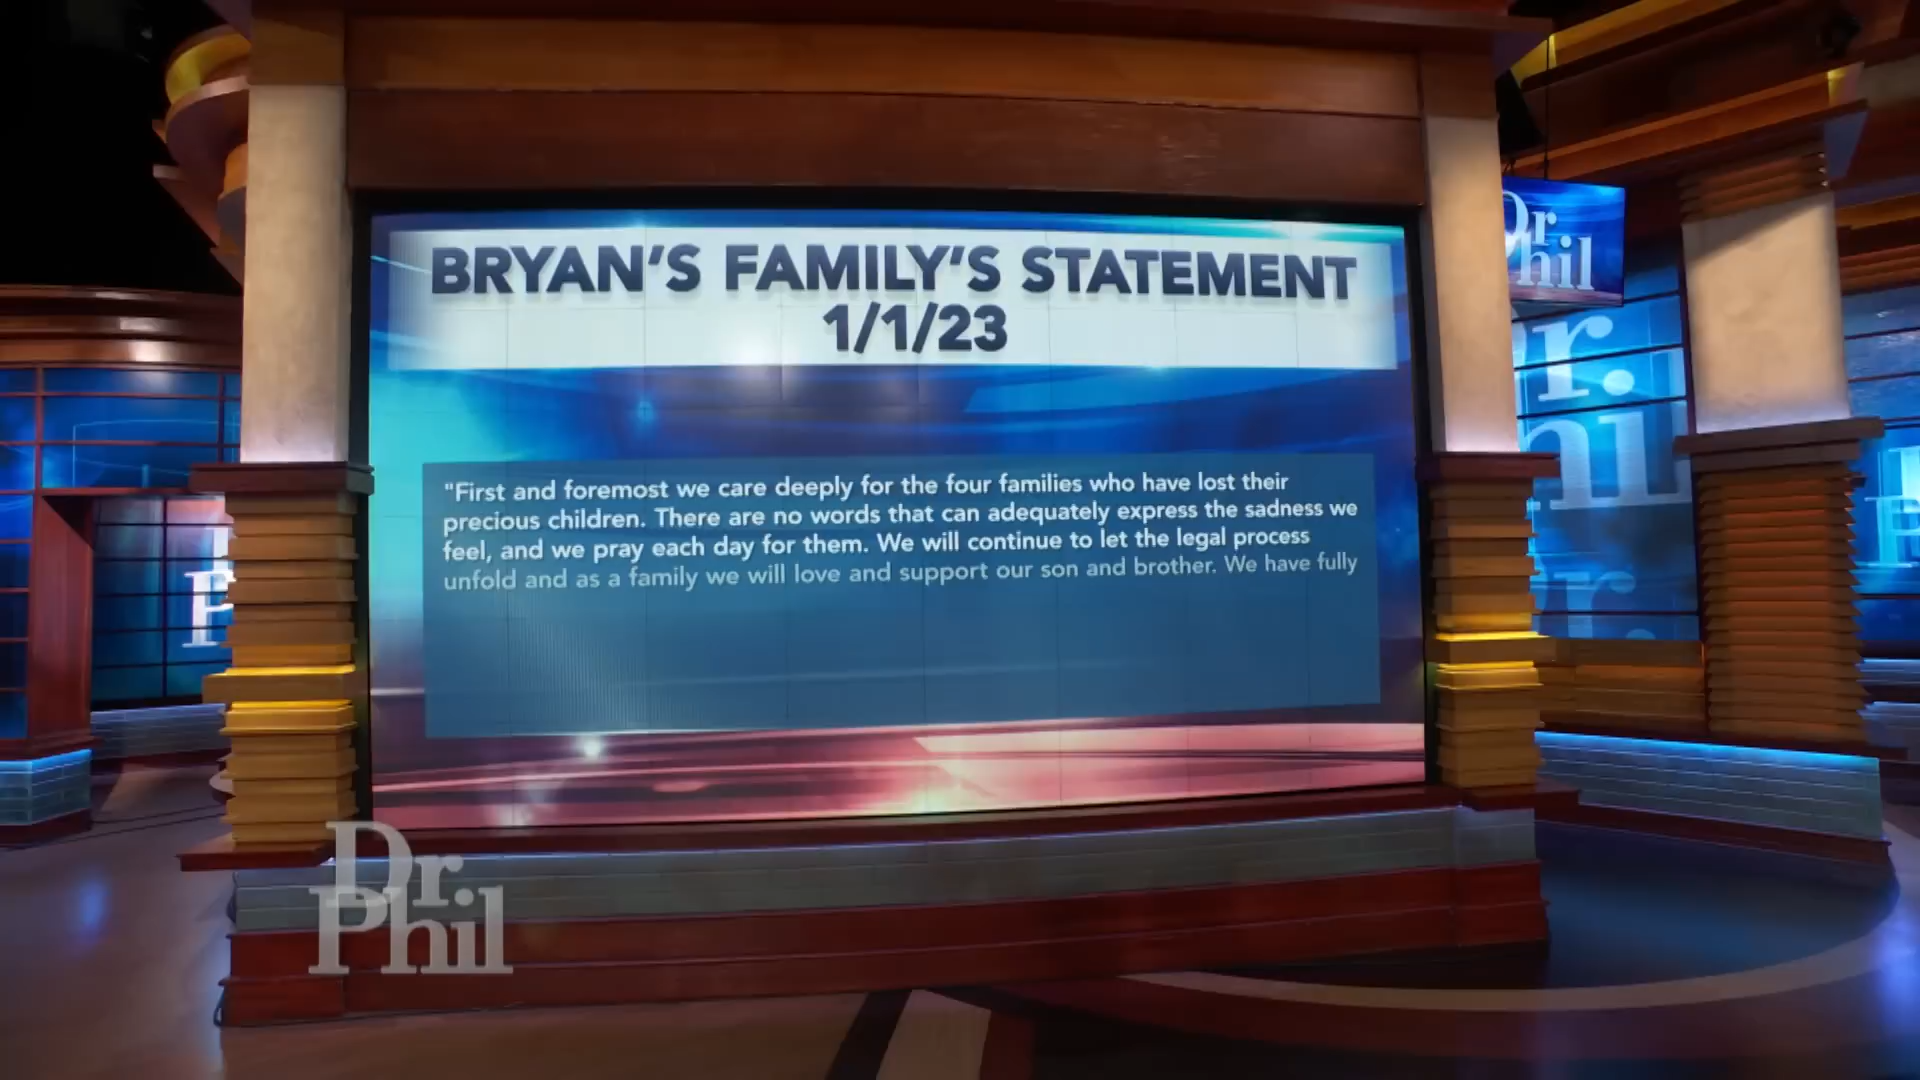 BRYAN'S FAMILY'S STATEMENT
1/1/23
"First and foremost we care deeply for the four families who have lost their
precious children. There are no words that can adequately express the sadness we
feel, and we pray each day for them. We will continue to let the legal process
unfold and as a family we will love and support our son and brother. We have fully
Dr.
Phil
Dr.
Phil